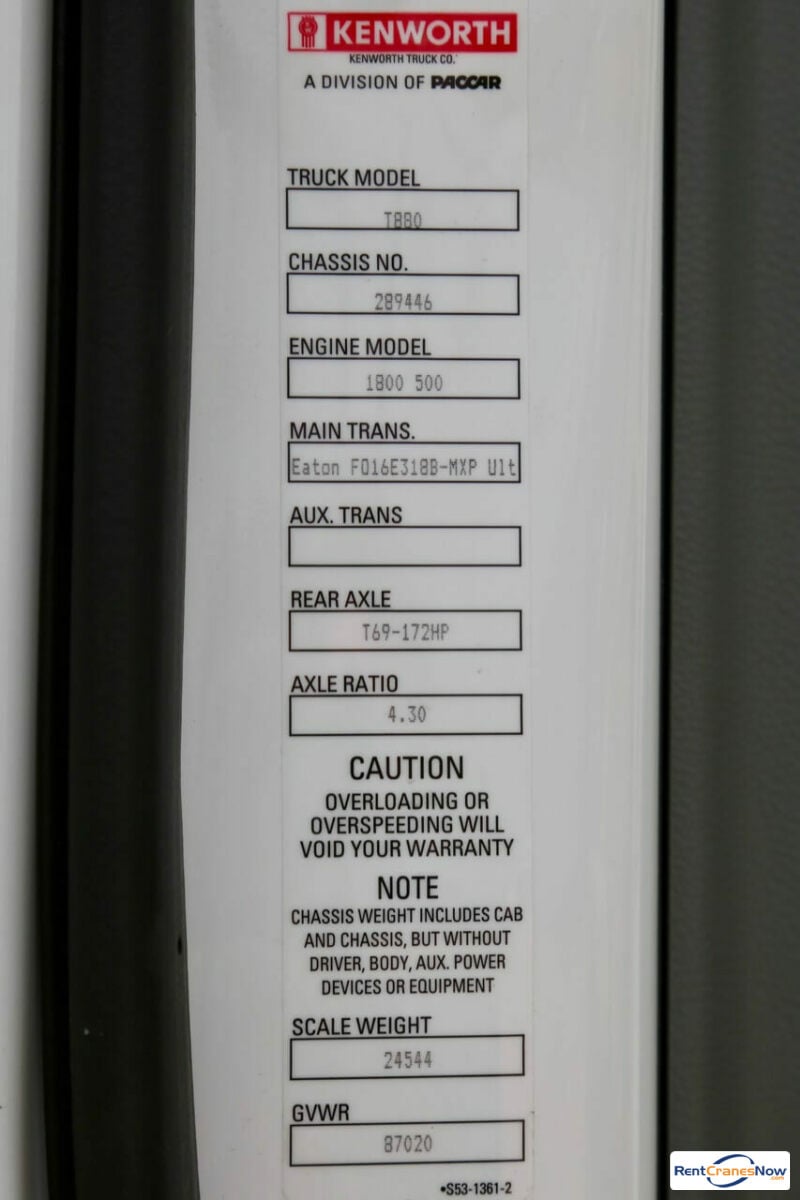 KENWORTH
KENWORTH TRUCK CO.
A DIVISION OF PACCAR
TRUCK MODEL
T880
CHASSIS NO.
289446
ENGINE MODEL
1800 500
MAIN TRANS.
Eaton FO16E318B-MXP Ult
AUX. TRANS
REAR AXLE
T69-172HP
AXLE RATIO
4.30
CAUTION
OVERLOADING OR
OVERSPEEDING WILL
VOID YOUR WARRANTY
NOTE
CHASSIS WEIGHT INCLUDES CAB
AND CHASSIS, BUT WITHOUT
DRIVER, BODY, AUX. POWER
DEVICES OR EQUIPMENT
SCALE WEIGHT
24544
GVWR
87020
•S53-1361-2
RentCranesNow
.com